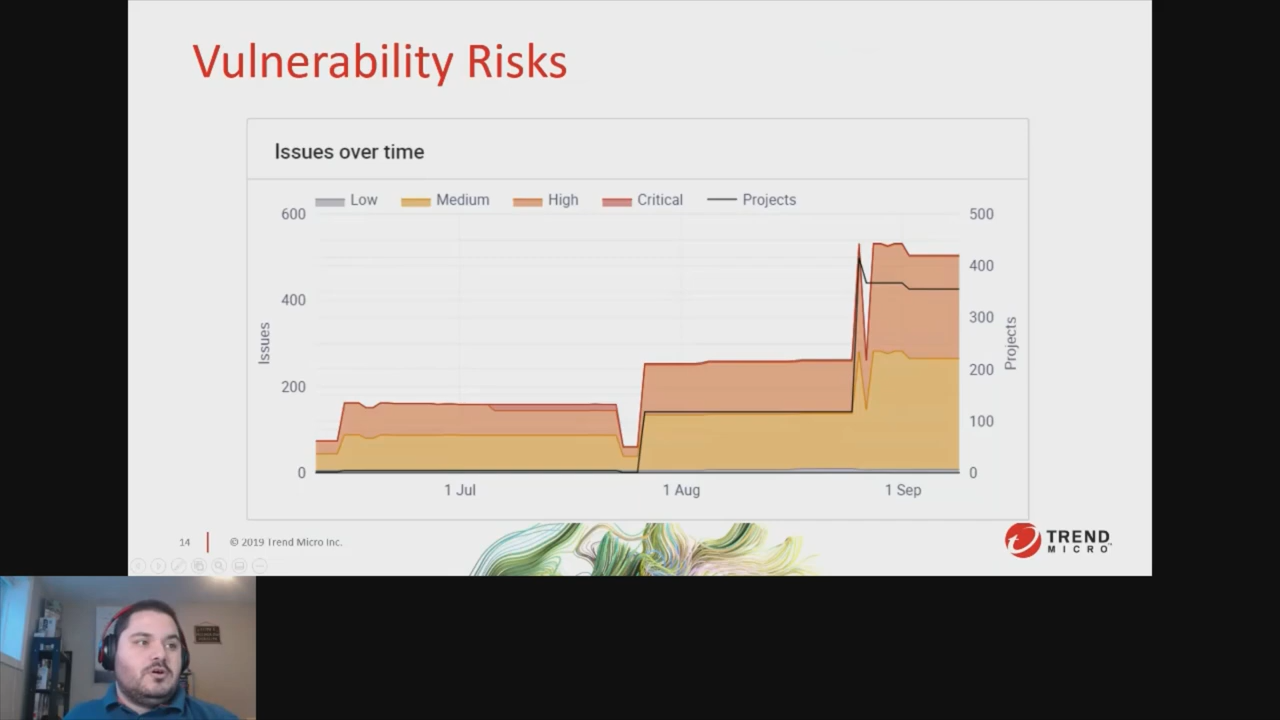 Vulnerability Risks
Issues over time
Low Medium High Critical Projects
600 500
400
400
300
200 200
100
0 0
Issues
Projects
1 Jul 1 Aug 1 Sep
14 © 2019 Trend Micro Inc.
TREND
MICRO